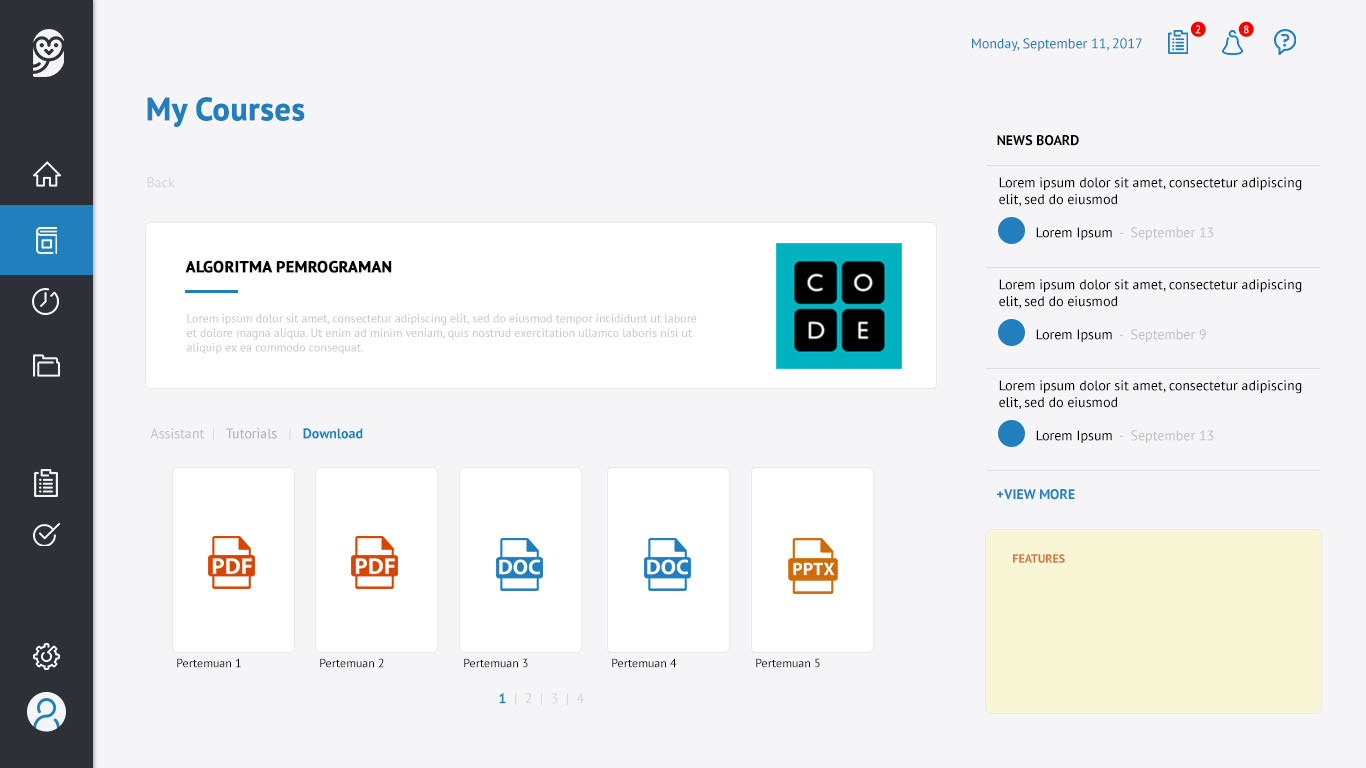 Monday, September 11, 2017
2
8
?
My Courses
Back
ALGORITMA PEMROGRAMAN
Lorem ipsum dolor sit amet, consectetur adipiscing elit, sed do eiusmod tempor incididunt ut labore
et dolore magna aliqua. Ut enim ad minim veniam, quis nostrud exercitation ullamco laboris nisi ut
aliquip ex ea commodo consequat.
C O
D E
Assistant | Tutorials | Download
PDF PDF DOC DOC PPTX
Pertemuan 1 Pertemuan 2 Pertemuan 3 Pertemuan 4 Pertemuan 5
1 | 2 | 3 | 4
NEWS BOARD
Lorem ipsum dolor sit amet, consectetur adipiscing
elit, sed do eiusmod
Lorem Ipsum - September 13
Lorem ipsum dolor sit amet, consectetur adipiscing
elit, sed do eiusmod
Lorem Ipsum - September 9
Lorem ipsum dolor sit amet, consectetur adipiscing
elit, sed do eiusmod
Lorem Ipsum - September 13
+VIEW MORE
FEATURES